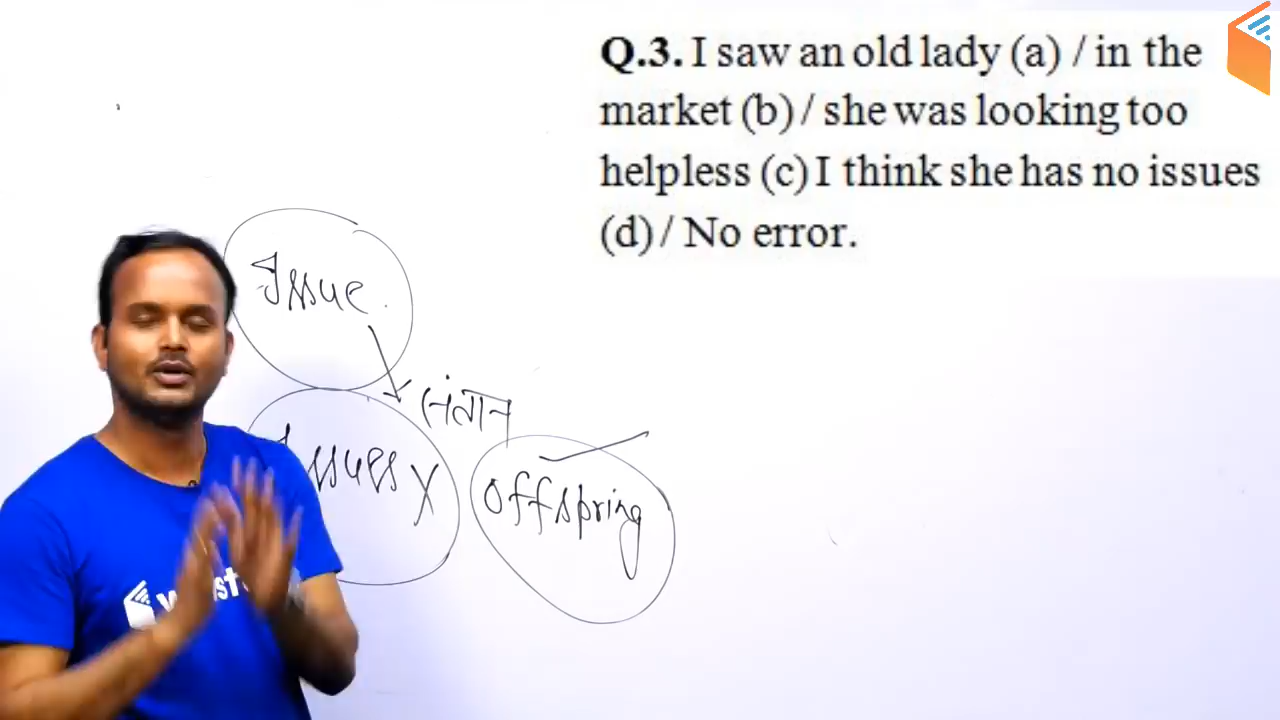 Q.3. I saw an old lady (a) / in the
market (b) / she was looking too
helpless (c) I think she has no issues
(d) / No error.
Issue
संतान
Issues X
Offspring